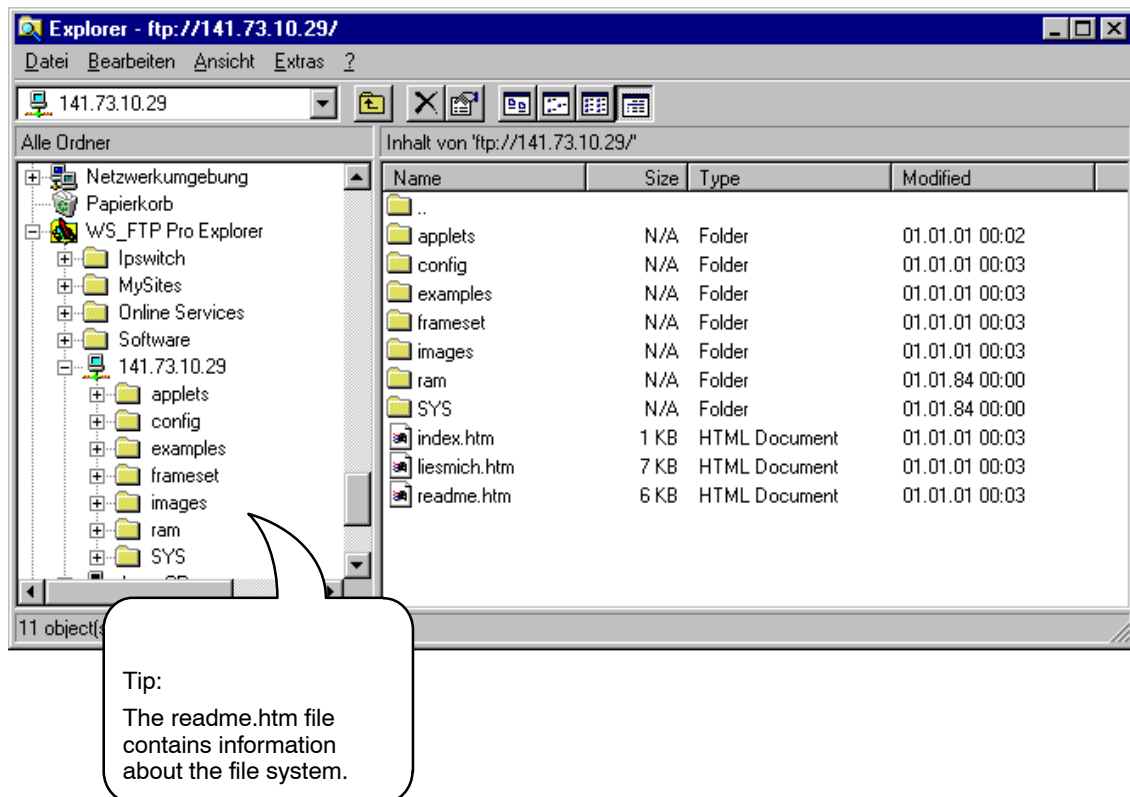 Explorer - ftp://141.73.10.29/
Datei Bearbeiten Ansicht Extras ?
141.73.10.29
Alle Ordner
Inhalt von 'ftp://141.73.10.29/'
Netzwerkumgebung
Papierkorb
WS_FTP Pro Explorer
Ipswitch
MySites
Online Services
Software
141.73.10.29
applets
config
examples
frameset
images
ram
SYS
Name Size Type Modified
..
applets N/A Folder 01.01.01 00:02
config N/A Folder 01.01.01 00:03
examples N/A Folder 01.01.01 00:03
frameset N/A Folder 01.01.01 00:03
images N/A Folder 01.01.01 00:03
ram N/A Folder 01.01.84 00:00
SYS N/A Folder 01.01.84 00:00
index.htm 1 KB HTML Document 01.01.01 00:03
liesmich.htm 7 KB HTML Document 01.01.01 00:03
readme.htm 6 KB HTML Document 01.01.01 00:03
11 object(s
Tip:
The readme.htm file
contains information
about the file system.